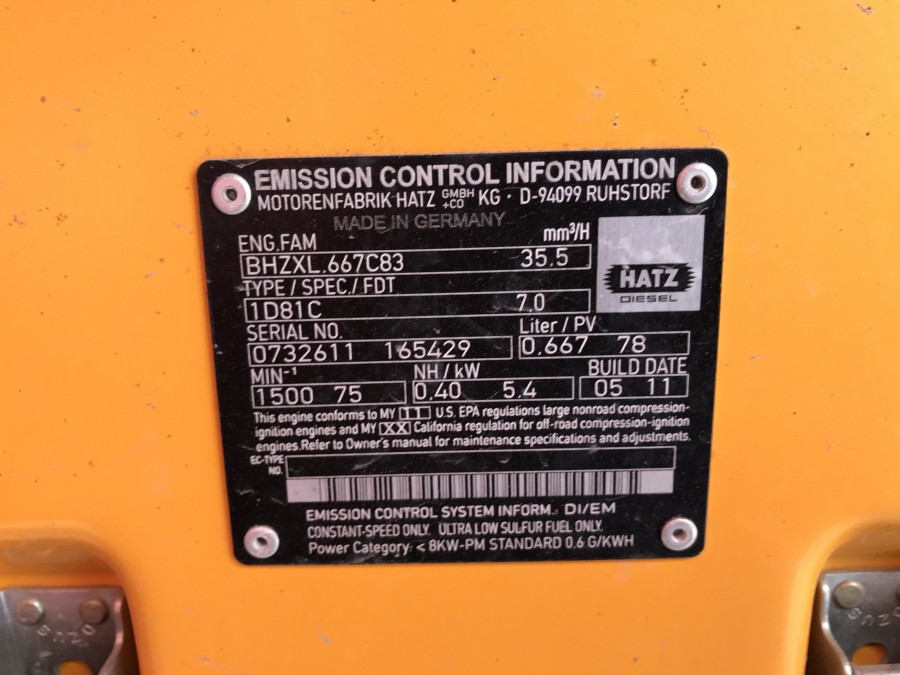 EMISSION CONTROL INFORMATION
MOTORENFABRIK HATZ GMBH +CO KG · D-94099 RUHSTORF
MADE IN GERMANY
ENG.FAM mm³/H
BHZXL.667C83 35.5
TYPE / SPEC./ FDT
1D81C 7.0
HATZ
DIESEL
SERIAL NO. Liter / PV
0732611 165429 0.667 78
MIN⁻¹ NH / kW BUILD DATE
1500 75 0.40 5.4 05 11
This engine conforms to MY 11 U.S. EPA regulations large nonroad compression-
ignition engines and MY XX California regulation for off-road compression-ignition
engines.Refer to Owner's manual for maintenance specifications and adjustments.
EC-TYPE
NO.
EMISSION CONTROL SYSTEM INFORM.: DI/EM
CONSTANT-SPEED ONLY. ULTRA LOW SULFUR FUEL ONLY.
Power Category: < 8KW-PM STANDARD 0.6 G/KWH